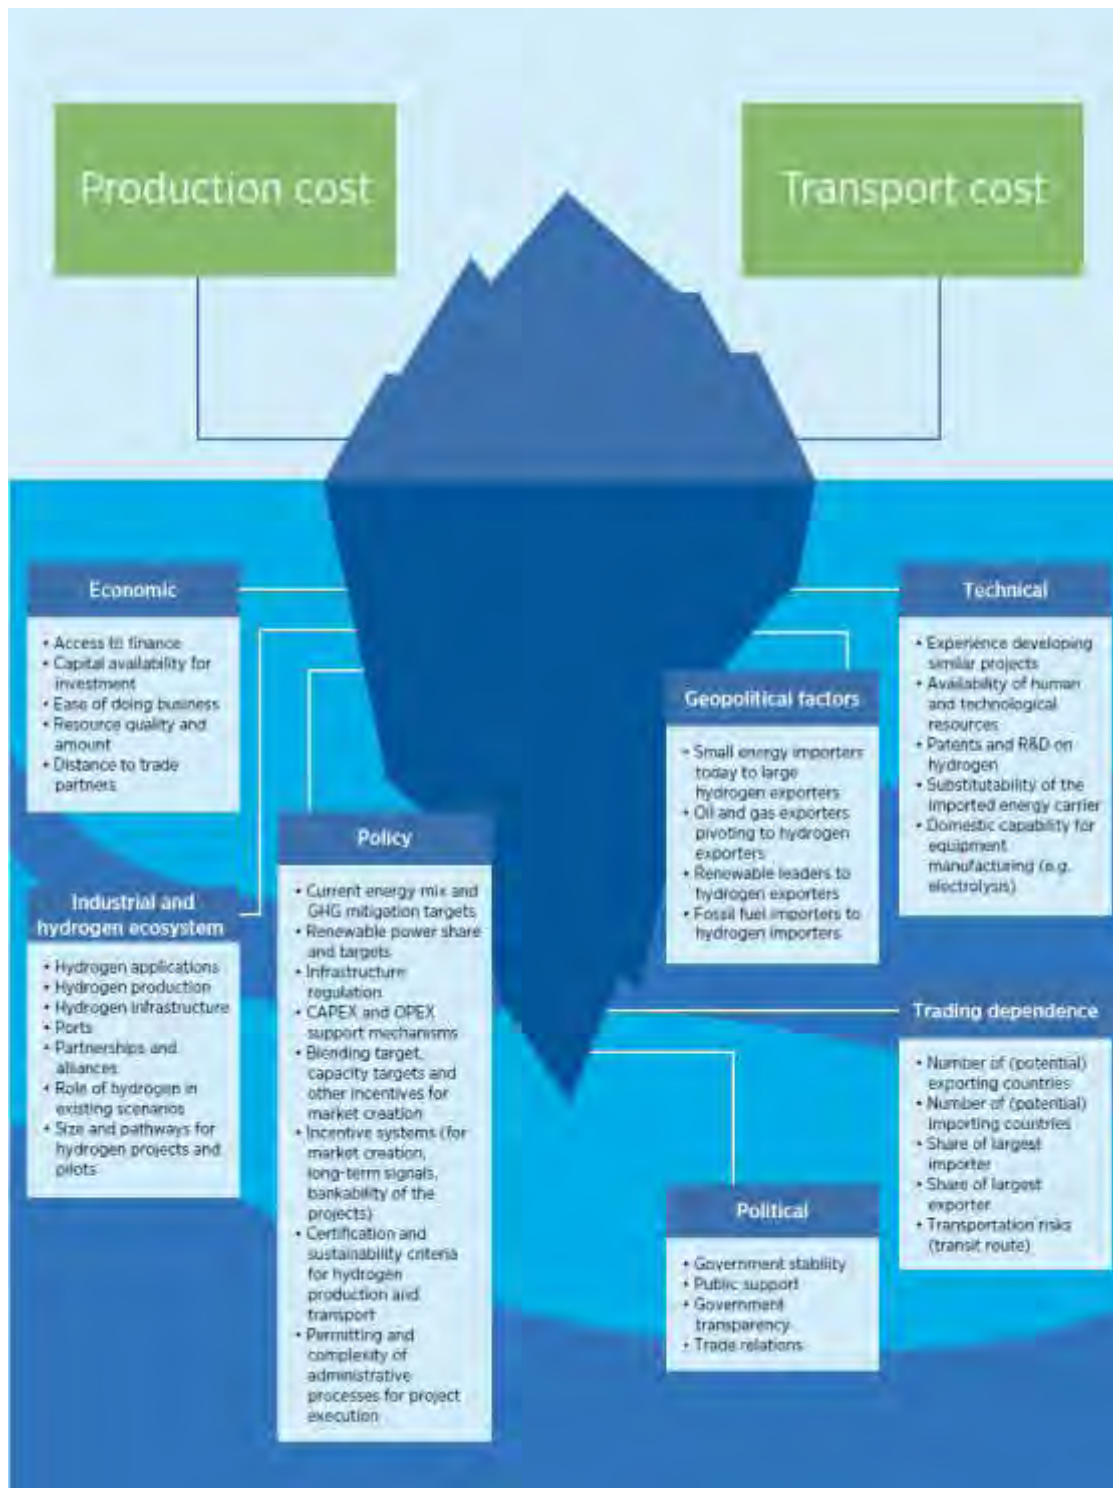 Production cost
Transport cost
Economic
• Access to finance
• Capital availability for
investment
• Ease of doing business
• Resource quality and
amount
• Distance to trade
partners
Industrial and
hydrogen ecosystem
• Hydrogen applications
• Hydrogen production
• Hydrogen infrastructure
• Ports
• Partnerships and
alliances
• Role of hydrogen in
existing scenarios
• Size and pathways for
hydrogen projects and
pilots
Policy
• Current energy mix and
GHG mitigation targets
• Renewable power share
and targets
• Infrastructure
regulation
• CAPEX and OPEX
support mechanisms
• Blending target,
capacity targets and
other incentives for
market creation
• Incentive systems (for
market creation,
long-term signals,
bankability of the
projects)
• Certification and
sustainability criteria
for hydrogen
production and
transport
• Permitting and
complexity of
administrative
processes for project
execution
Geopolitical factors
• Small energy importers
today to large
hydrogen exporters
• Oil and gas exporters
pivoting to hydrogen
exporters
• Renewable leaders to
hydrogen exporters
• Fossil fuel importers to
hydrogen importers
Technical
• Experience developing
similar projects
• Availability of human
and technological
resources
• Patents and R&D on
hydrogen
• Substitutability of the
imported energy carrier
• Domestic capability for
equipment
manufacturing (e.g.
electrolysis)
Trading dependence
• Number of (potential)
exporting countries
• Number of (potential)
importing countries
• Share of largest
importer
• Share of largest
exporter
• Transportation risks
(transit route)
Political
• Government stability
• Public support
• Government
transparency
• Trade relations